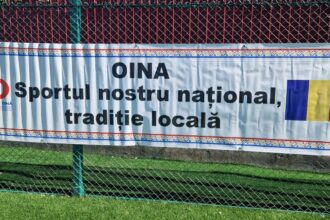 OINA
Sportul nostru național,
tradiție locală